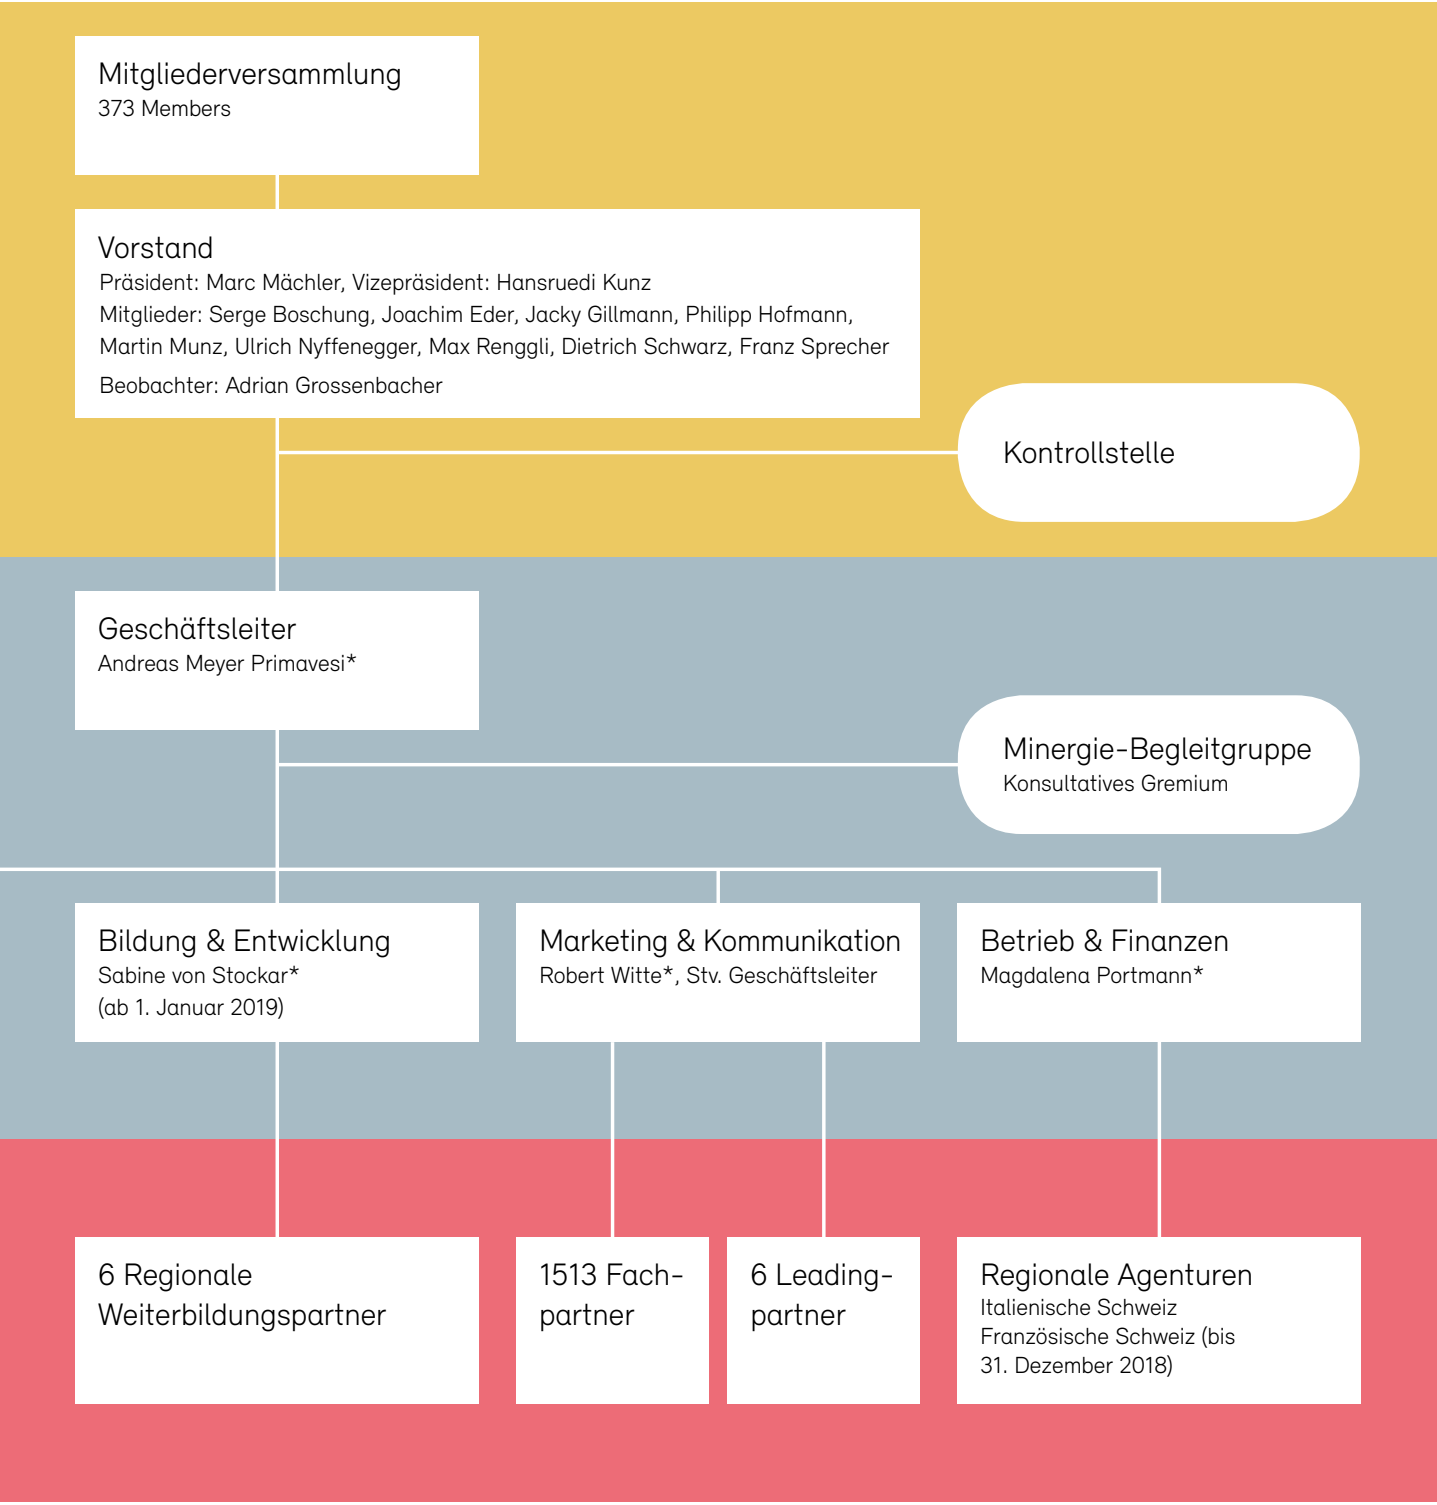 Mitgliederversammlung
373 Members
Vorstand
Präsident: Marc Mächler, Vizepräsident: Hansruedi Kunz
Mitglieder: Serge Boschung, Joachim Eder, Jacky Gillmann, Philipp Hofmann,
Martin Munz, Ulrich Nyffenegger, Max Renggli, Dietrich Schwarz, Franz Sprecher
Beobachter: Adrian Grossenbacher
Kontrollstelle
Geschäftsleiter
Andreas Meyer Primavesi*
Minergie-Begleitgruppe
Konsultatives Gremium
Bildung & Entwicklung
Sabine von Stockar*
(ab 1. Januar 2019)
Marketing & Kommunikation
Robert Witte*, Stv. Geschäftsleiter
Betrieb & Finanzen
Magdalena Portmann*
6 Regionale
Weiterbildungspartner
1513 Fach-
partner
6 Leading-
partner
Regionale Agenturen
Italienische Schweiz
Französische Schweiz (bis
31. Dezember 2018)